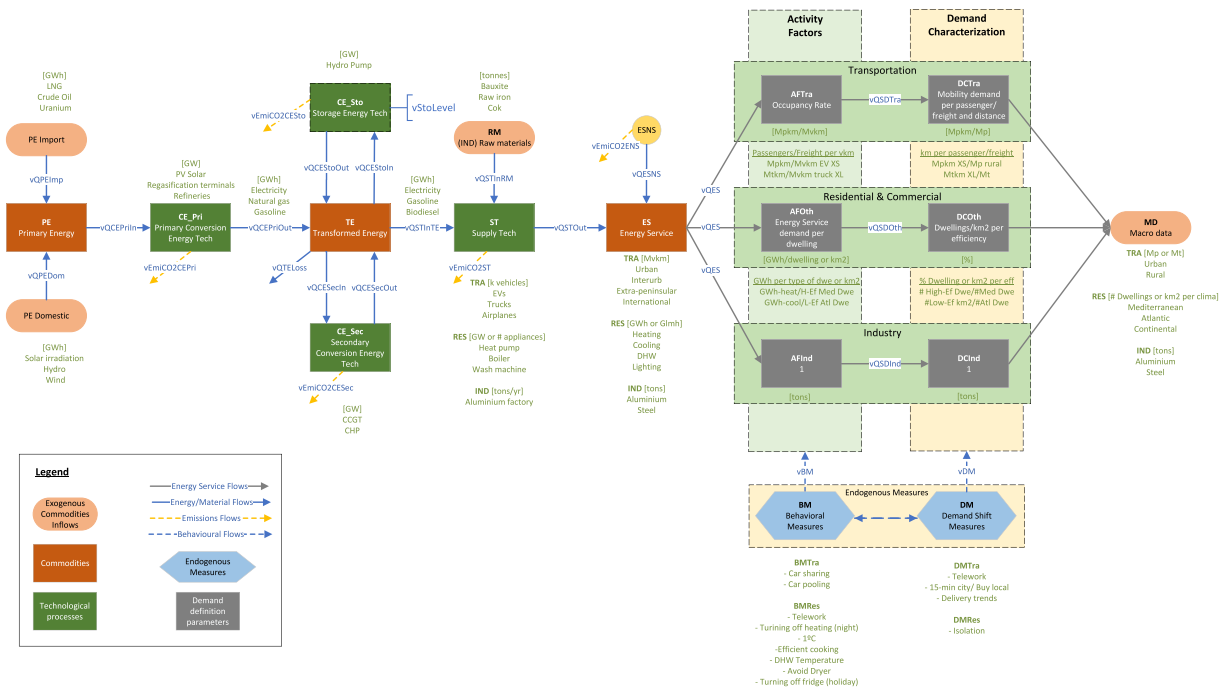 [GWh]
LNG
Crude Oil
Uranium
PE Import
vQPEImp
PE
Primary Energy
vQPEDom
PE Domestic
[GWh]
Solar irradiation
Hydro
Wind
vQCEPriIn
[GW]
PV Solar
Regasification terminals
Refineries
CE_Pri
Primary Conversion
Energy Tech
vEmiCO2CEPri
vQCEPriOut
[GWh]
Electricity
Natural gas
Gasoline
[GW]
Hydro Pump
CE_Sto
Storage Energy Tech
vStoLevel
vEmiCO2CESto
vQCEStoOut
vQCEStoIn
TE
Transformed Energy
vQTELoss
vQCESecIn
vQCESecOut
CE_Sec
Secondary
Conversion Energy
Tech
vEmiCO2CESec
[GW]
CCGT
CHP
[GWh]
Electricity
Gasoline
Biodiesel
vQSTInTE
[tonnes]
Bauxite
Raw iron
Cok
RM
(IND) Raw materials
vQSTInRM
ST
Supply Tech
vEmiCO2ST
TRA [k vehicles]
EVs
Trucks
Airplanes
RES [GW or # appliances]
Heat pump
Boiler
Wash machine
IND [tons/yr]
Aluminium factory
vQSTOut
ESNS
vEmiCO2ENS
vQESNS
ES
Energy Service
TRA [Mvkm]
Urban
Interurb
Extra-peninsular
International
RES [GWh or Glmh]
Heating
Cooling
DHW
Lighting
IND [tons]
Aluminium
Steel
vQES
vQES
vQES
Activity
Factors
Demand
Characterization
Transportation
AFTra
Occupancy Rate
[Mpkm/Mvkm]
vQSDTra
DCTra
Mobility demand
per passenger/
freight and distance
[Mpkm/Mp]
Passengers/Freight per vkm
Mpkm/Mvkm EV XS
Mtkm/Mvkm truck XL
km per passenger/freight
Mpkm XS/Mp rural
Mtkm XL/Mt
Residential & Commercial
AFOth
Energy Service
demand per
dwelling
[GWh/dwelling or km2]
vQSDOth
DCOth
Dwellings/km2 per
efficiency
[%]
GWh per type of dwe or km2
GWh-heat/H-Ef Med Dwe
GWh-cool/L-Ef Atl Dwe
% Dwelling or km2 per eff
# High-Ef Dwe/#Med Dwe
#Low-Ef km2/#Atl Dwe
Industry
AFInd
1
[tons]
vQSDInd
DCInd
1
[tons]
MD
Macro data
TRA [Mp or Mt]
Urban
Rural
RES [# Dwellings or km2 per clima]
Mediterranean
Atlantic
Continental
IND [tons]
Aluminium
Steel
vBM
vDM
Endogenous Measures
BM
Behavioral
Measures
DM
Demand Shift
Measures
BMTra
- Car sharing
- Car pooling
BMRes
- Telework
- Turining off heating (night)
- 1ºC
-Efficient cooking
- DHW Temperature
- Avoid Dryer
- Turning off fridge (holiday)
DMTra
- Telework
- 15-min city/ Buy local
- Delivery trends
DMRes
- Isolation
Legend
Exogenous
Commodities
Inflows
Commodities
Technological
processes
Energy Service Flows
Energy/Material Flows
Emissions Flows
Behavioural Flows
Endogenous
Measures
Demand
definition
parameters